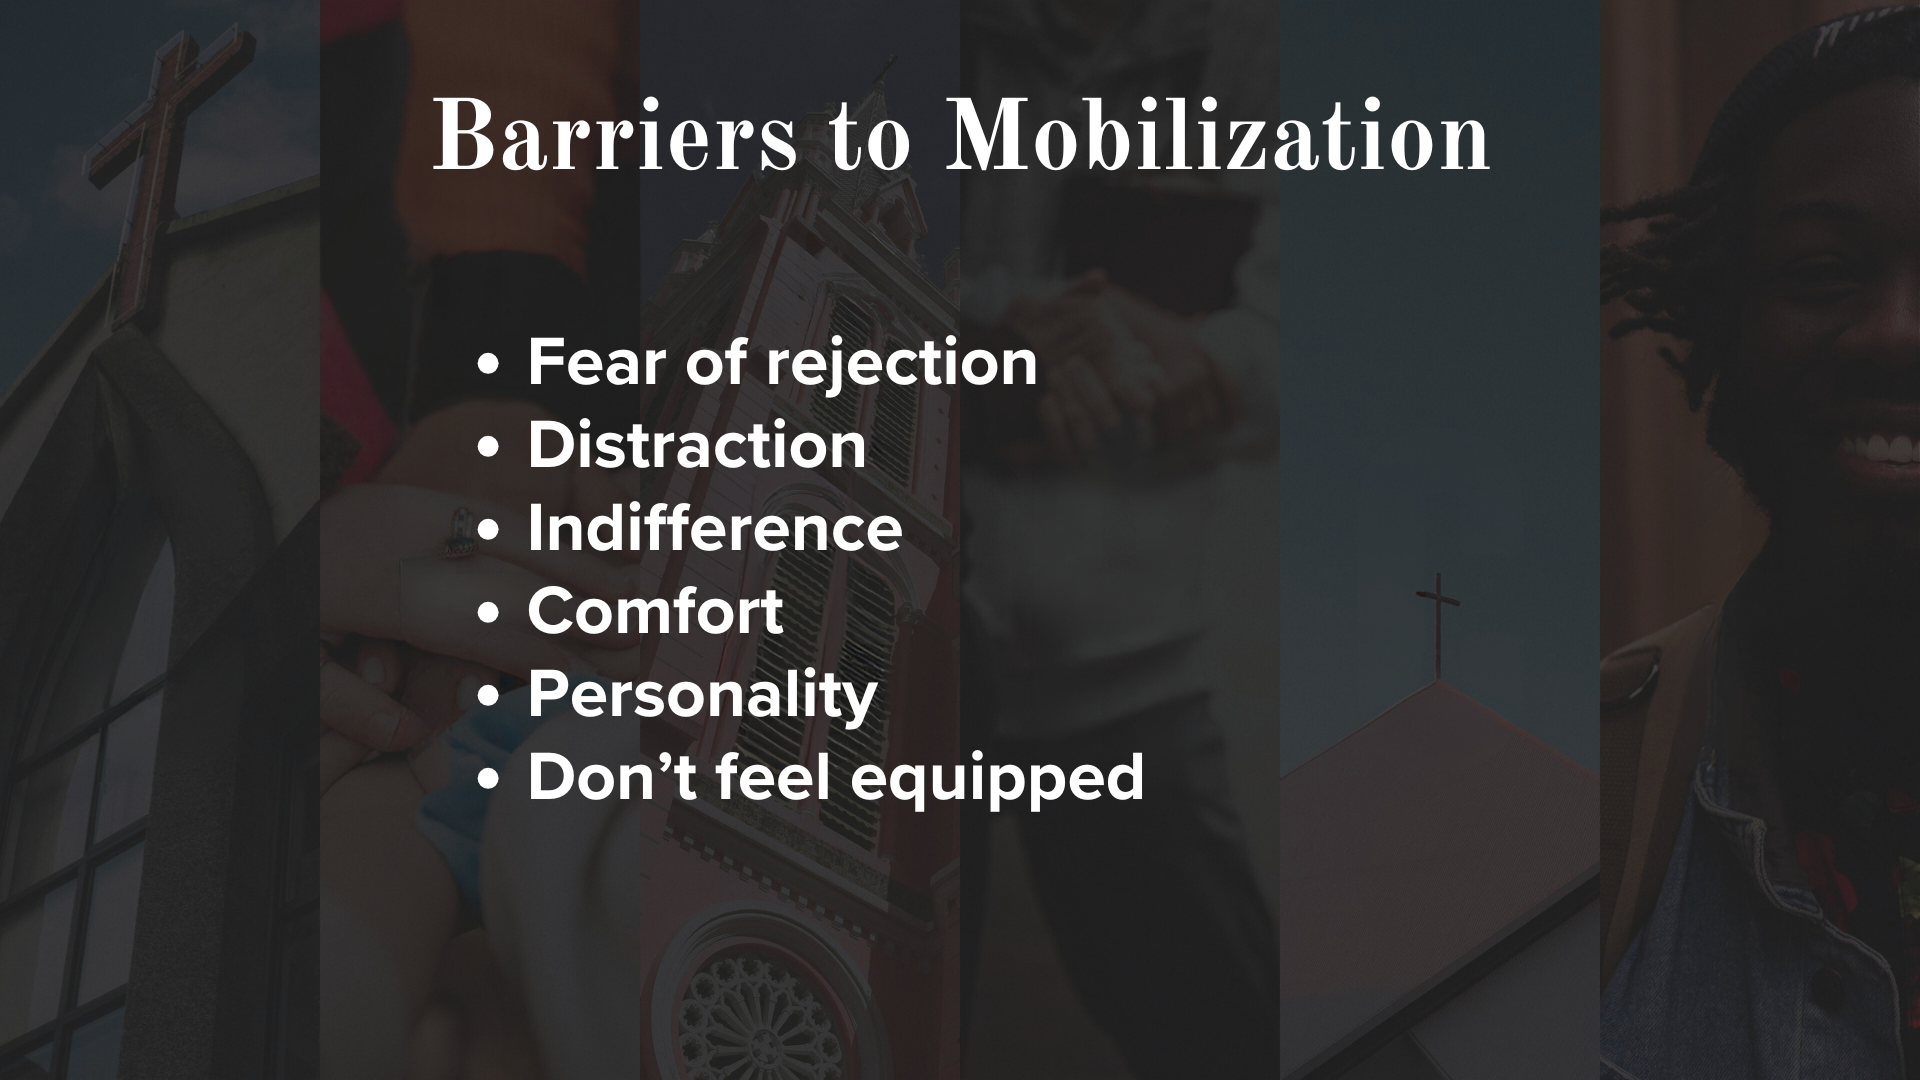 Barriers to Mobilization
• Fear of rejection
• Distraction
• Indifference
• Comfort
• Personality
• Don’t feel equipped